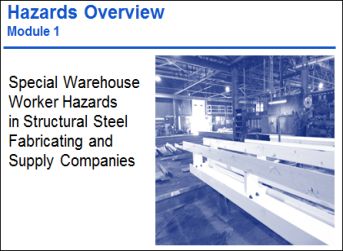 Hazards Overview
Module 1
Special Warehouse
Worker Hazards
in Structural Steel
Fabricating and
Supply Companies